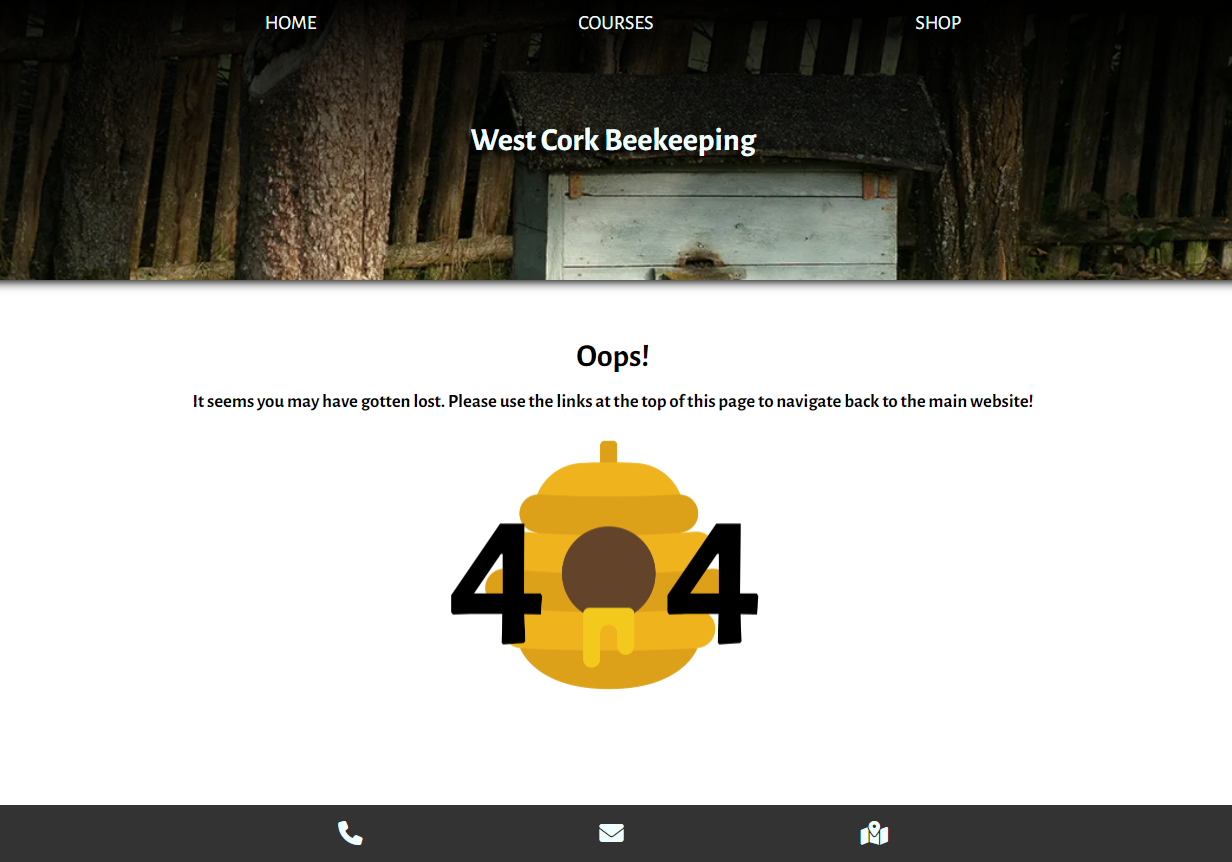 HOME COURSES SHOP
West Cork Beekeeping
Oops!
It seems you may have gotten lost. Please use the links at the top of this page to navigate back to the main website!
4 4